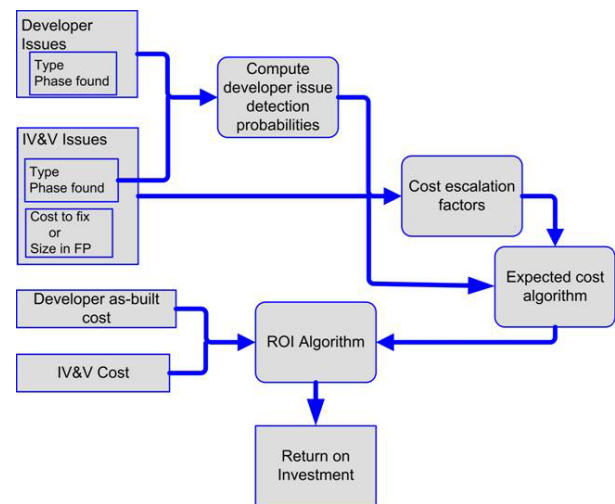 Developer
Issues
Type
Phase found
Compute
developer issue
detection
probabilities
IV&V Issues
Type
Phase found
Cost to fix
or
Size in FP
Cost escalation
factors
Expected cost
algorithm
Developer as-built
cost
ROI Algorithm
IV&V Cost
Return on
Investment